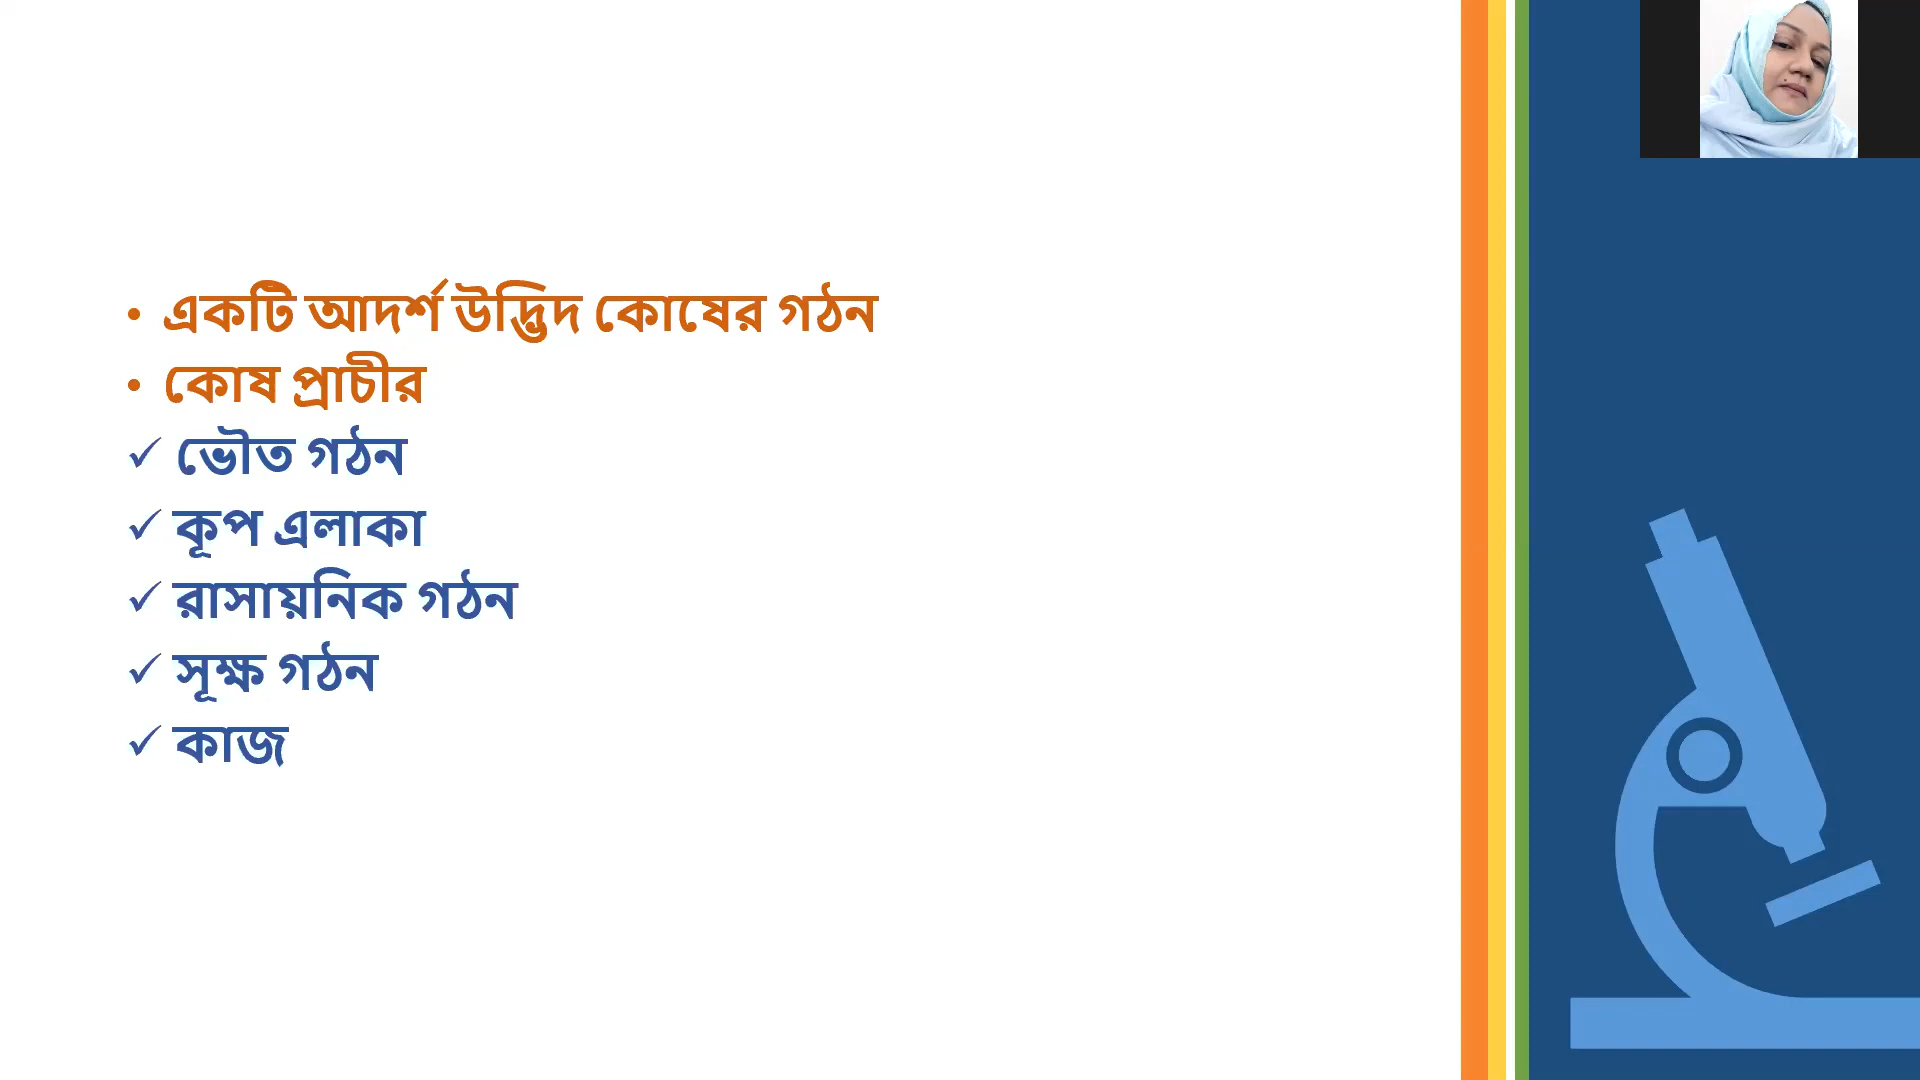 • একটি আদর্শ উদ্ভিদ কোষের গঠন
• কোষ প্রাচীর
✓ ভৌত গঠন
✓ কূপ এলাকা
✓ রাসায়নিক গঠন
✓ সূক্ষ গঠন
✓ কাজ